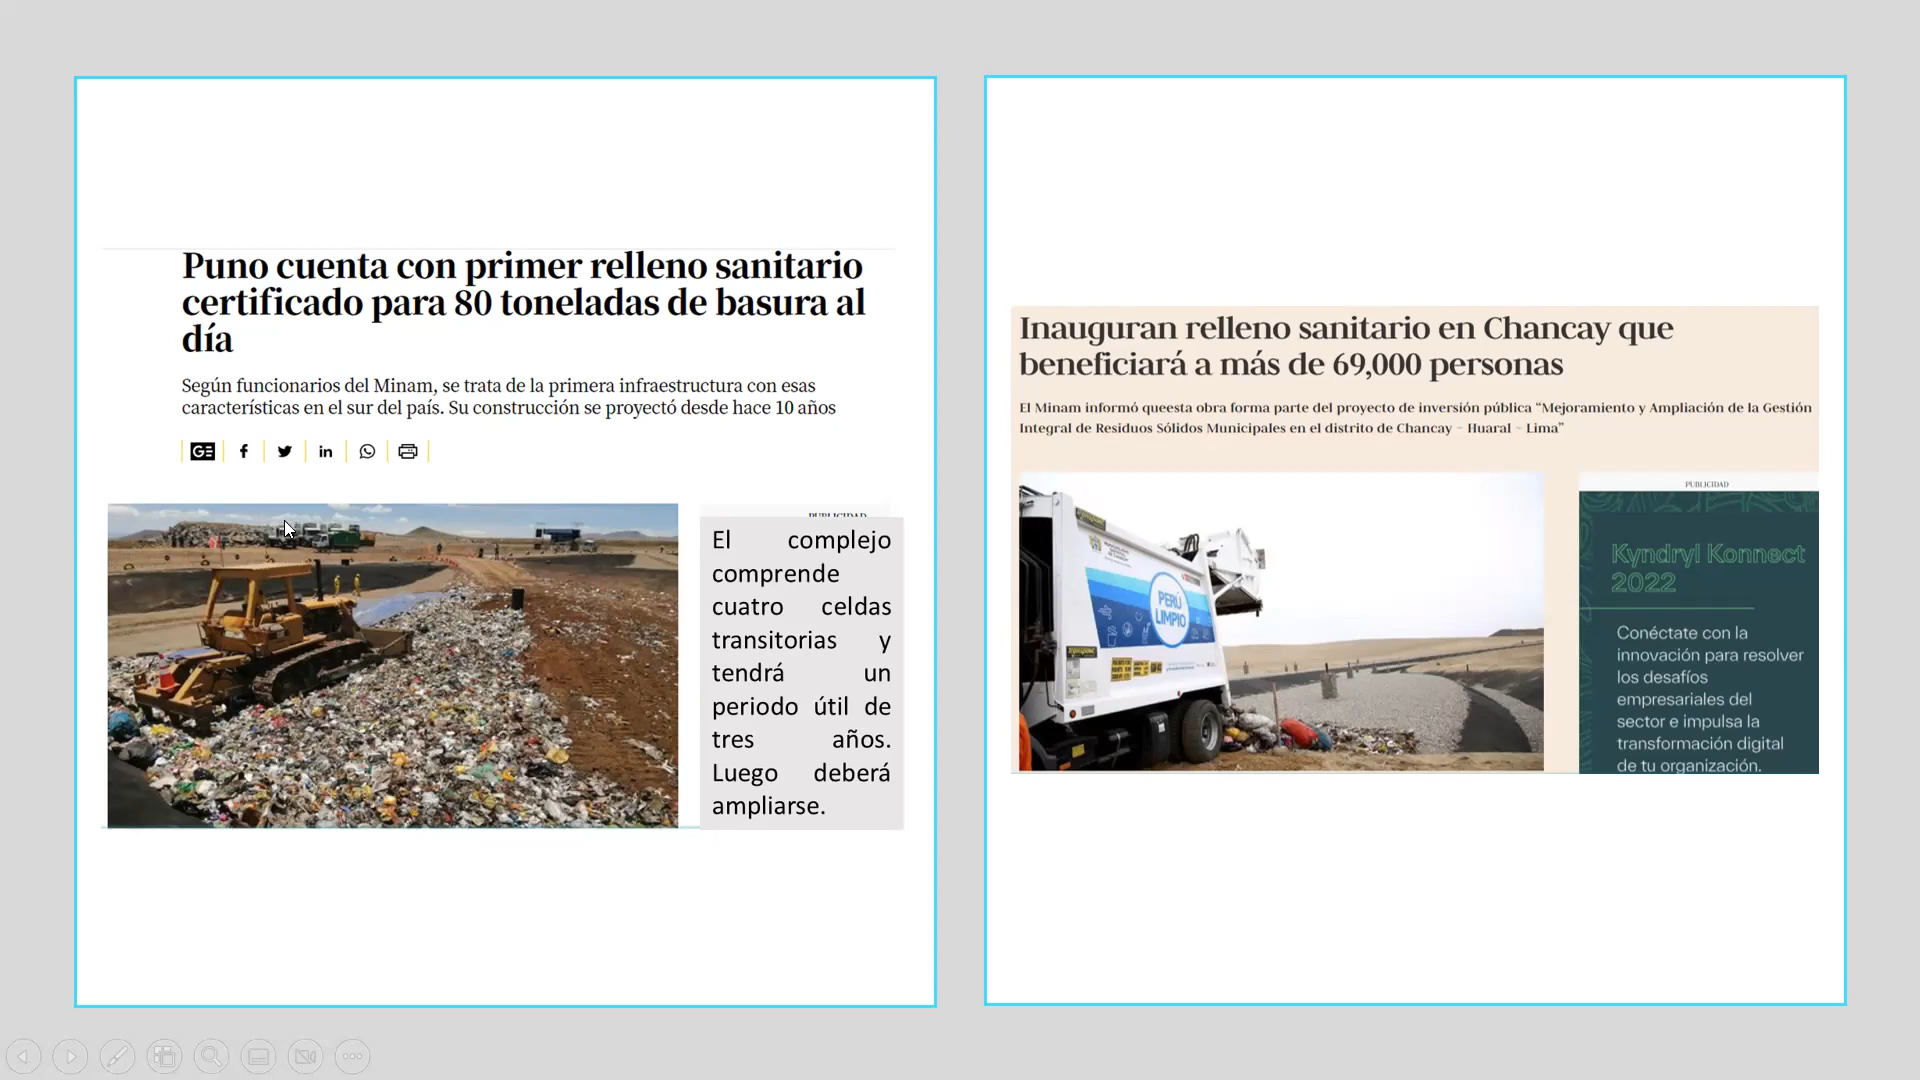 Puno cuenta con primer relleno sanitario
certificado para 80 toneladas de basura al
día
Según funcionarios del Minam, se trata de la primera infraestructura con esas
características en el sur del país. Su construcción se proyectó desde hace 10 años
GE
PUBLICIDAD
El complejo
comprende
cuatro celdas
transitorias y
tendrá un
periodo útil de
tres años.
Luego deberá
ampliarse.
Inauguran relleno sanitario en Chancay que
beneficiará a más de 69,000 personas
El Minam informó queesta obra forma parte del proyecto de inversión pública “Mejoramiento y Ampliación de la Gestión
Integral de Residuos Sólidos Municipales en el distrito de Chancay – Huaral – Lima”
PERÚ
LIMPIO
PUBLICIDAD
Kyndryl Konnect
2022
Conéctate con la
innovación para resolver
los desafíos
empresariales del
sector e impulsa la
transformación digital
de tu organización.